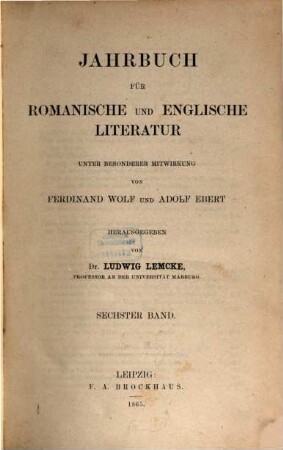 JAHRBUCH
FÜR
ROMANISCHE UND ENGLISCHE
LITERATUR
UNTER BESONDERER MITWIRKUNG
VON
FERDINAND WOLF UND ADOLF EBERT
HERAUSGEGEBEN
VON
Dr. LUDWIG LEMCKE,
PROFESSOR AN DER UNIVERSITÄT MARBURG.
SECHSTER BAND.
LEIPZIG:
F. A. BROCKHAUS.
1865.